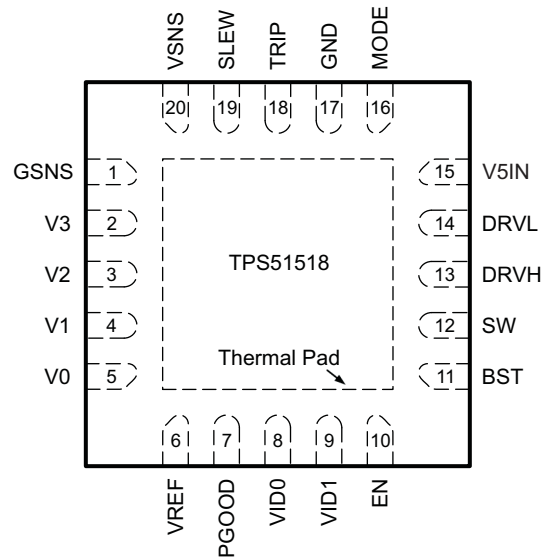 VSNS
SLEW
TRIP
GND
MODE
20
19
18
17
16
GSNS 1
15 V5IN
V3 2
14 DRVL
V2 3
TPS51518
13 DRVH
V1 4
12 SW
V0 5
Thermal Pad
11 BST
6
7
8
9
10
VREF
PGOOD
VID0
VID1
EN